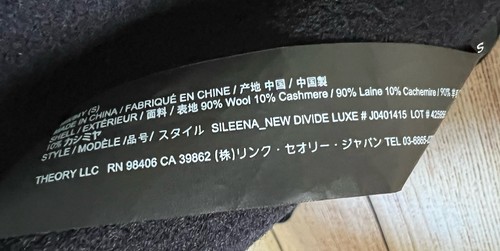 (S)
MADE IN CHINA / FABRIQUÉ EN CHINE / 产地 中国 / 中国製
SHELL / EXTÉRIEUR / 面料 / 表地 90% Wool 10% Cashmere / 90% Laine 10% Cachemire / 90%
10% カシミヤ
STYLE / MODÈLE /品号/ スタイル SILEENA_NEW DIVIDE LUXE # J0401415 LOT #
THEORY LLC RN 98406 CA 39862 (株)リンク・セオリー・ジャパン TEL 03-6865-
S